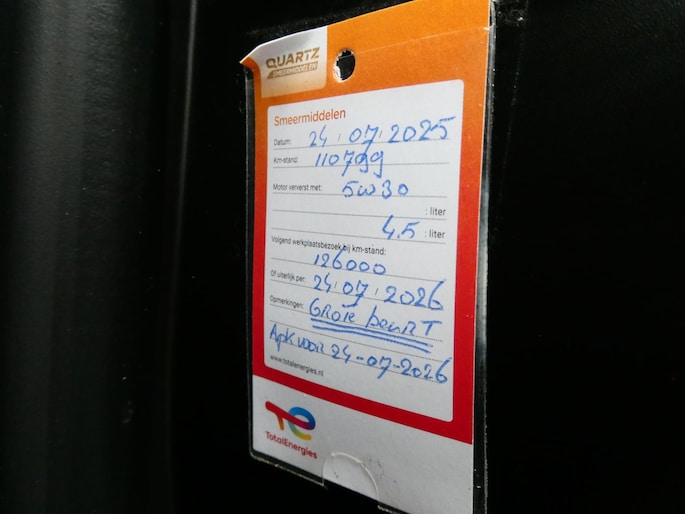 QUARTZ
SMEERMIDDELEN
Smeermiddelen
Datum: 24 07 2025
Km-stand: 110799
Motor ververst met: 5w30
: liter
4.5 : liter
Volgend werkplaatsbezoek bij km-stand:
126000
Of uiterlijk per: 24 07 2026
Opmerkingen: GROTE beurT
Apk voor 24-07-2026
www.totalenergies.nl
TotalEnergies